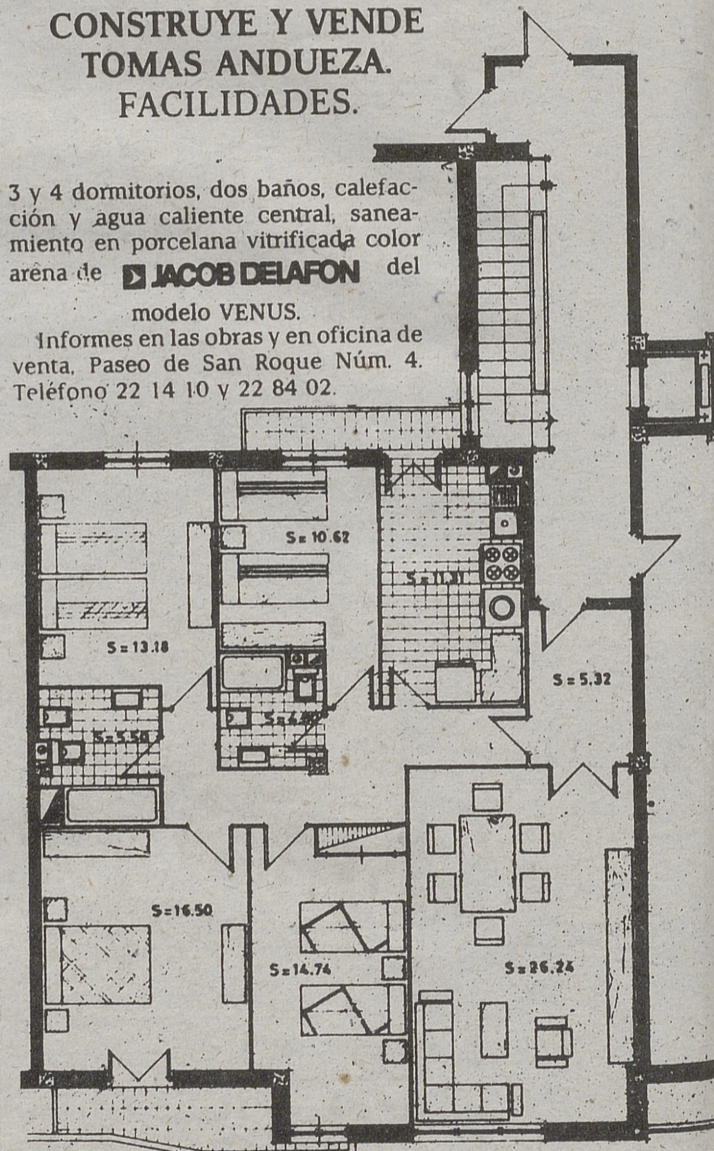 CONSTRUYE Y VENDE
TOMAS ANDUEZA.
FACILIDADES.
3 y 4 dormitorios, dos baños, calefac-
ción y agua caliente central, sanea-
miento en porcelana vitrificada color
arena de JACOB DELAFON del
modelo VENUS.
Informes en las obras y en oficina de
venta, Paseo de San Roque Núm. 4.
Teléfono 22 14 10 y 22 84 02.
S=10.62
S=13.18
S=5.32
S=5.50
S=16.50
S=14.74
S=26.24